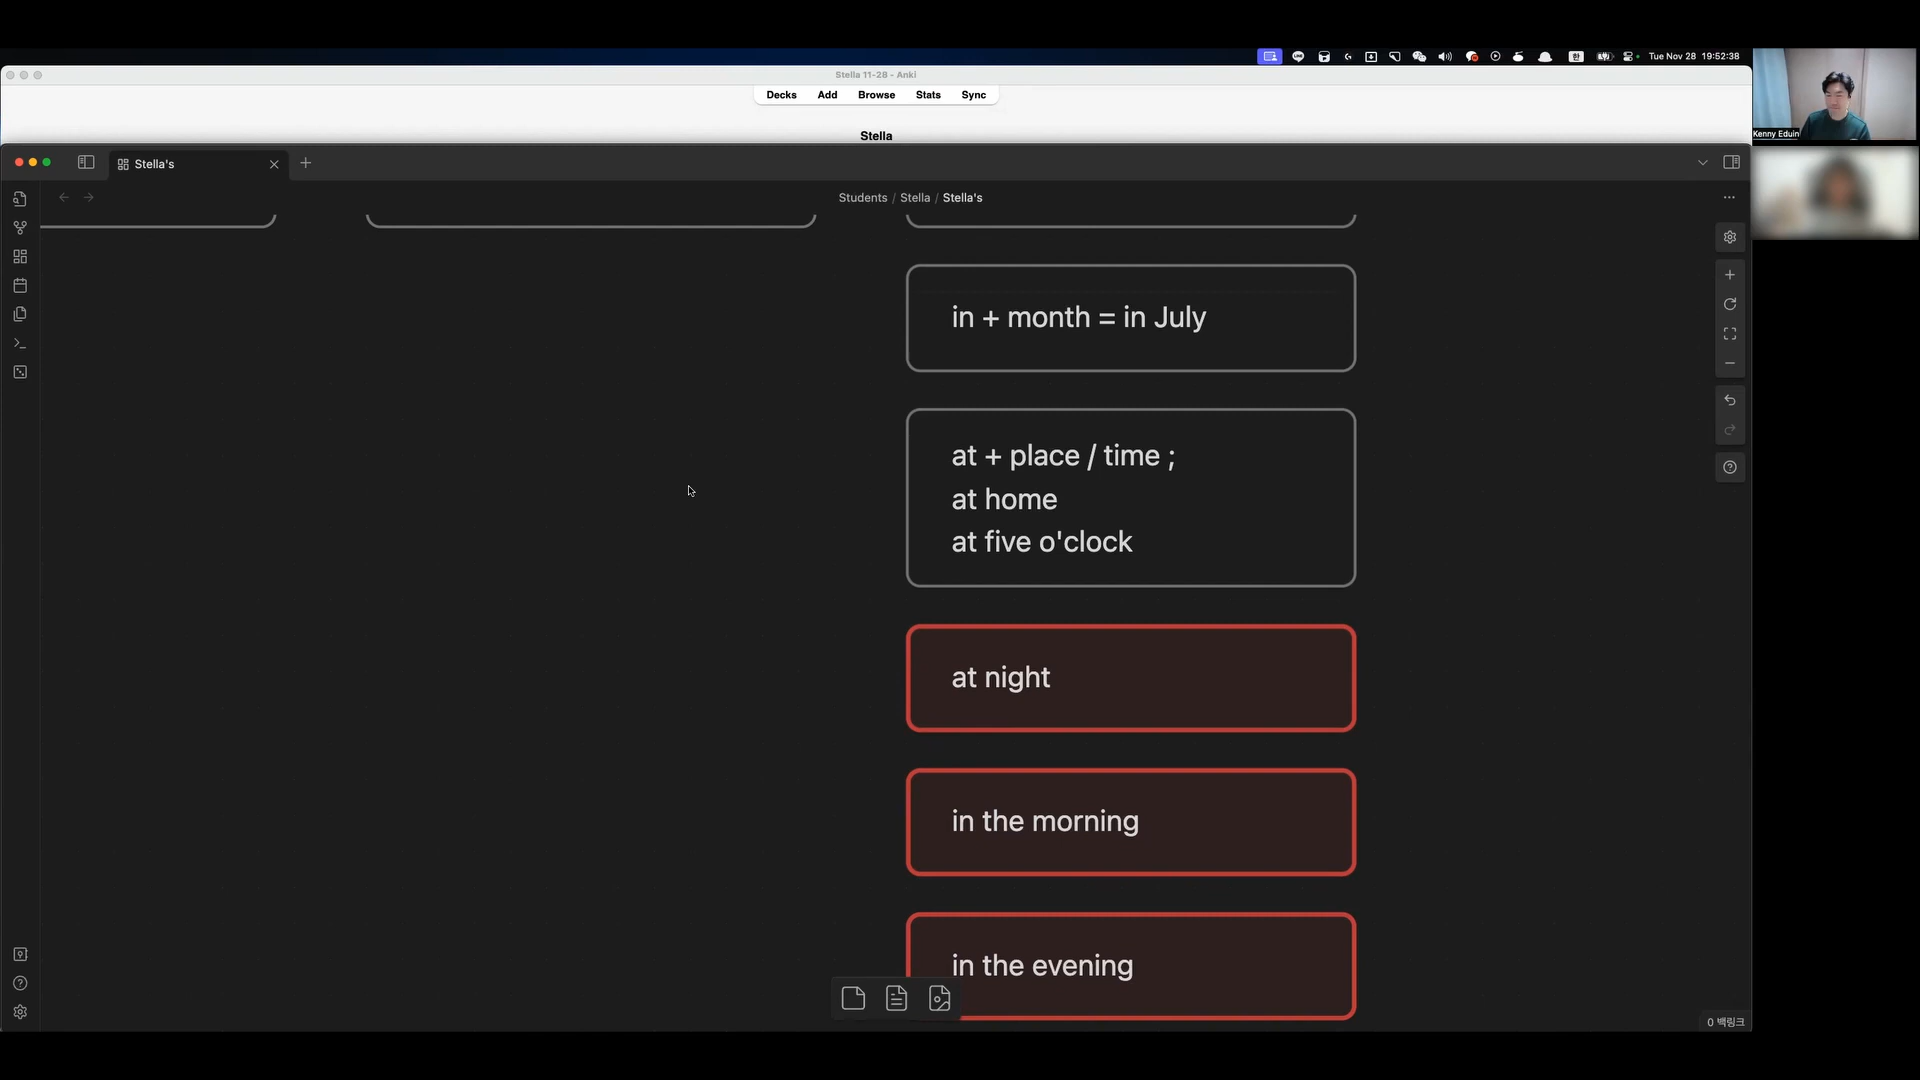 Tue Nov 28 19:52:38
Stella 11-28 - Anki
Decks Add Browse Stats Sync
Stella
Kenny Eduin
Stella's
Students / Stella / Stella's
in + month = in July
at + place / time ;
at home
at five o'clock
at night
in the morning
in the evening
0 백링크